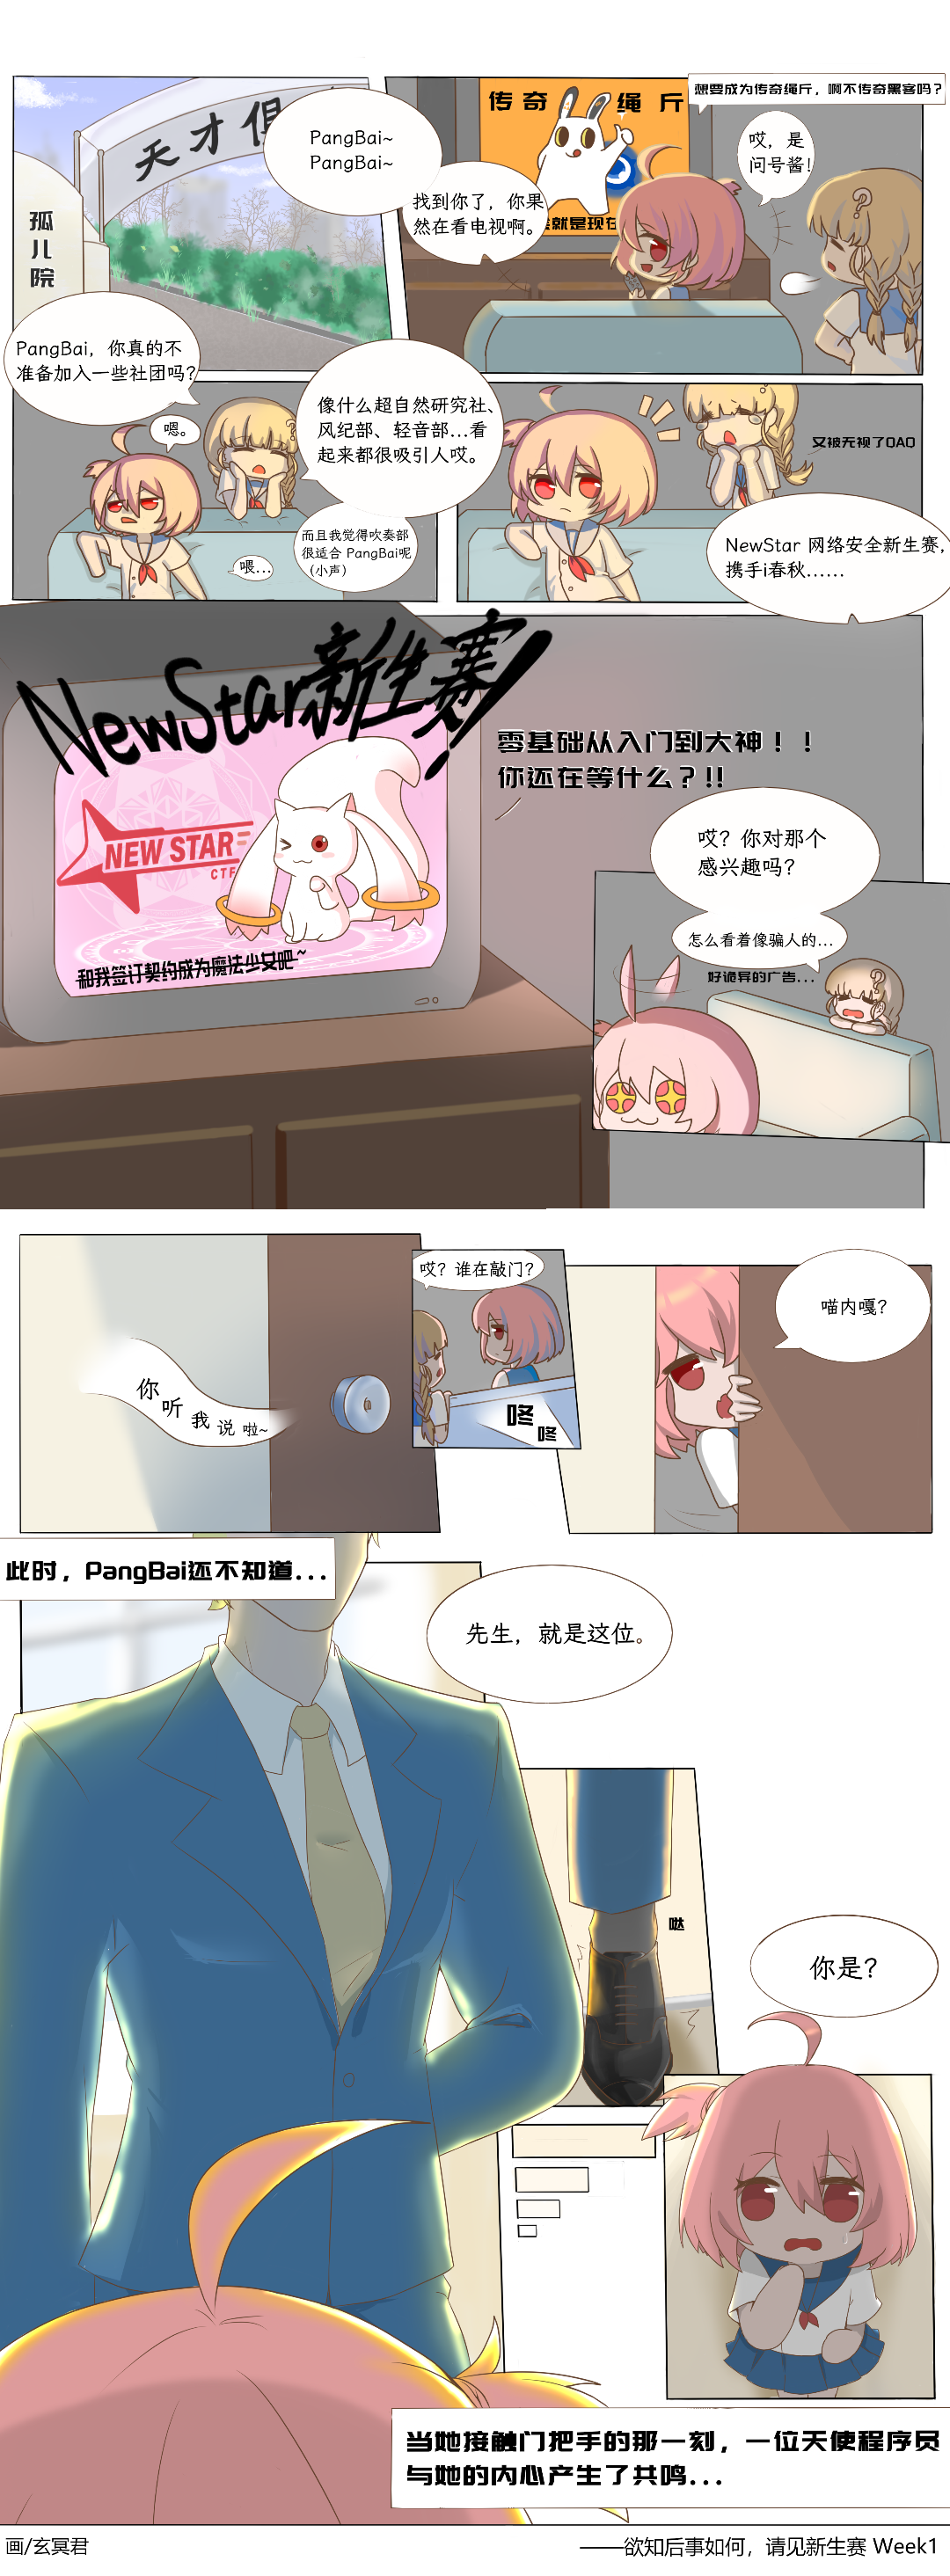 天才俱
孤
儿
院
PangBai~
PangBai~
传奇 绳斤
就是现在
想要成为传奇绳斤，啊不传奇黑客吗？
找到你了，你果
然在看电视啊。
哎，是
问号酱！
?
PangBai，你真的不
准备加入一些社团吗？
嗯。
像什么超自然研究社、
风纪部、轻音部...看
起来都很吸引人哎。
而且我觉得吹奏部
很适合 PangBai呢
（小声）
喂...
又被无视了QAQ
NewStar 网络安全新生赛，
携手i春秋......
NewStar新生赛！
NEW STAR
CTF
和我签订契约成为魔法少女吧~
零基础从入门到大神！！
你还在等什么？!!
哎？你对那个
感兴趣吗？
怎么看着像骗人的...
好诡异的广告...
?
你听我说啦~
哎？谁在敲门？
咚
咚
喵内嘎？
此时，PangBai还不知道...
先生，就是这位。
哒
你是？
当她接触门把手的那一刻，一位天使程序员
与她的内心产生了共鸣...
画/玄冥君
——欲知后事如何，请见新生赛 Week1